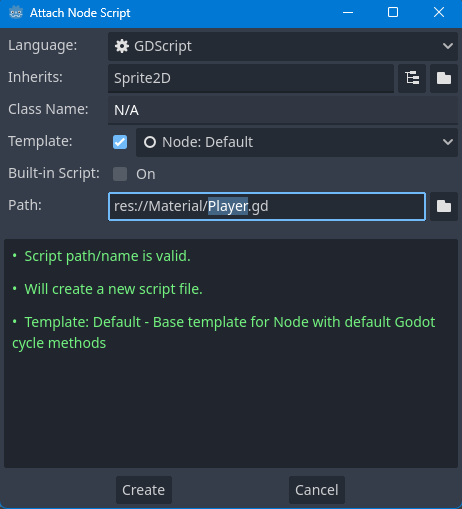 Attach Node Script
Language: GDScript
Inherits: Sprite2D
Class Name: N/A
Template: Node: Default
Built-in Script: On
Path: res://Material/Player.gd
• Script path/name is valid.
• Will create a new script file.
• Template: Default - Base template for Node with default Godot
cycle methods
Create Cancel